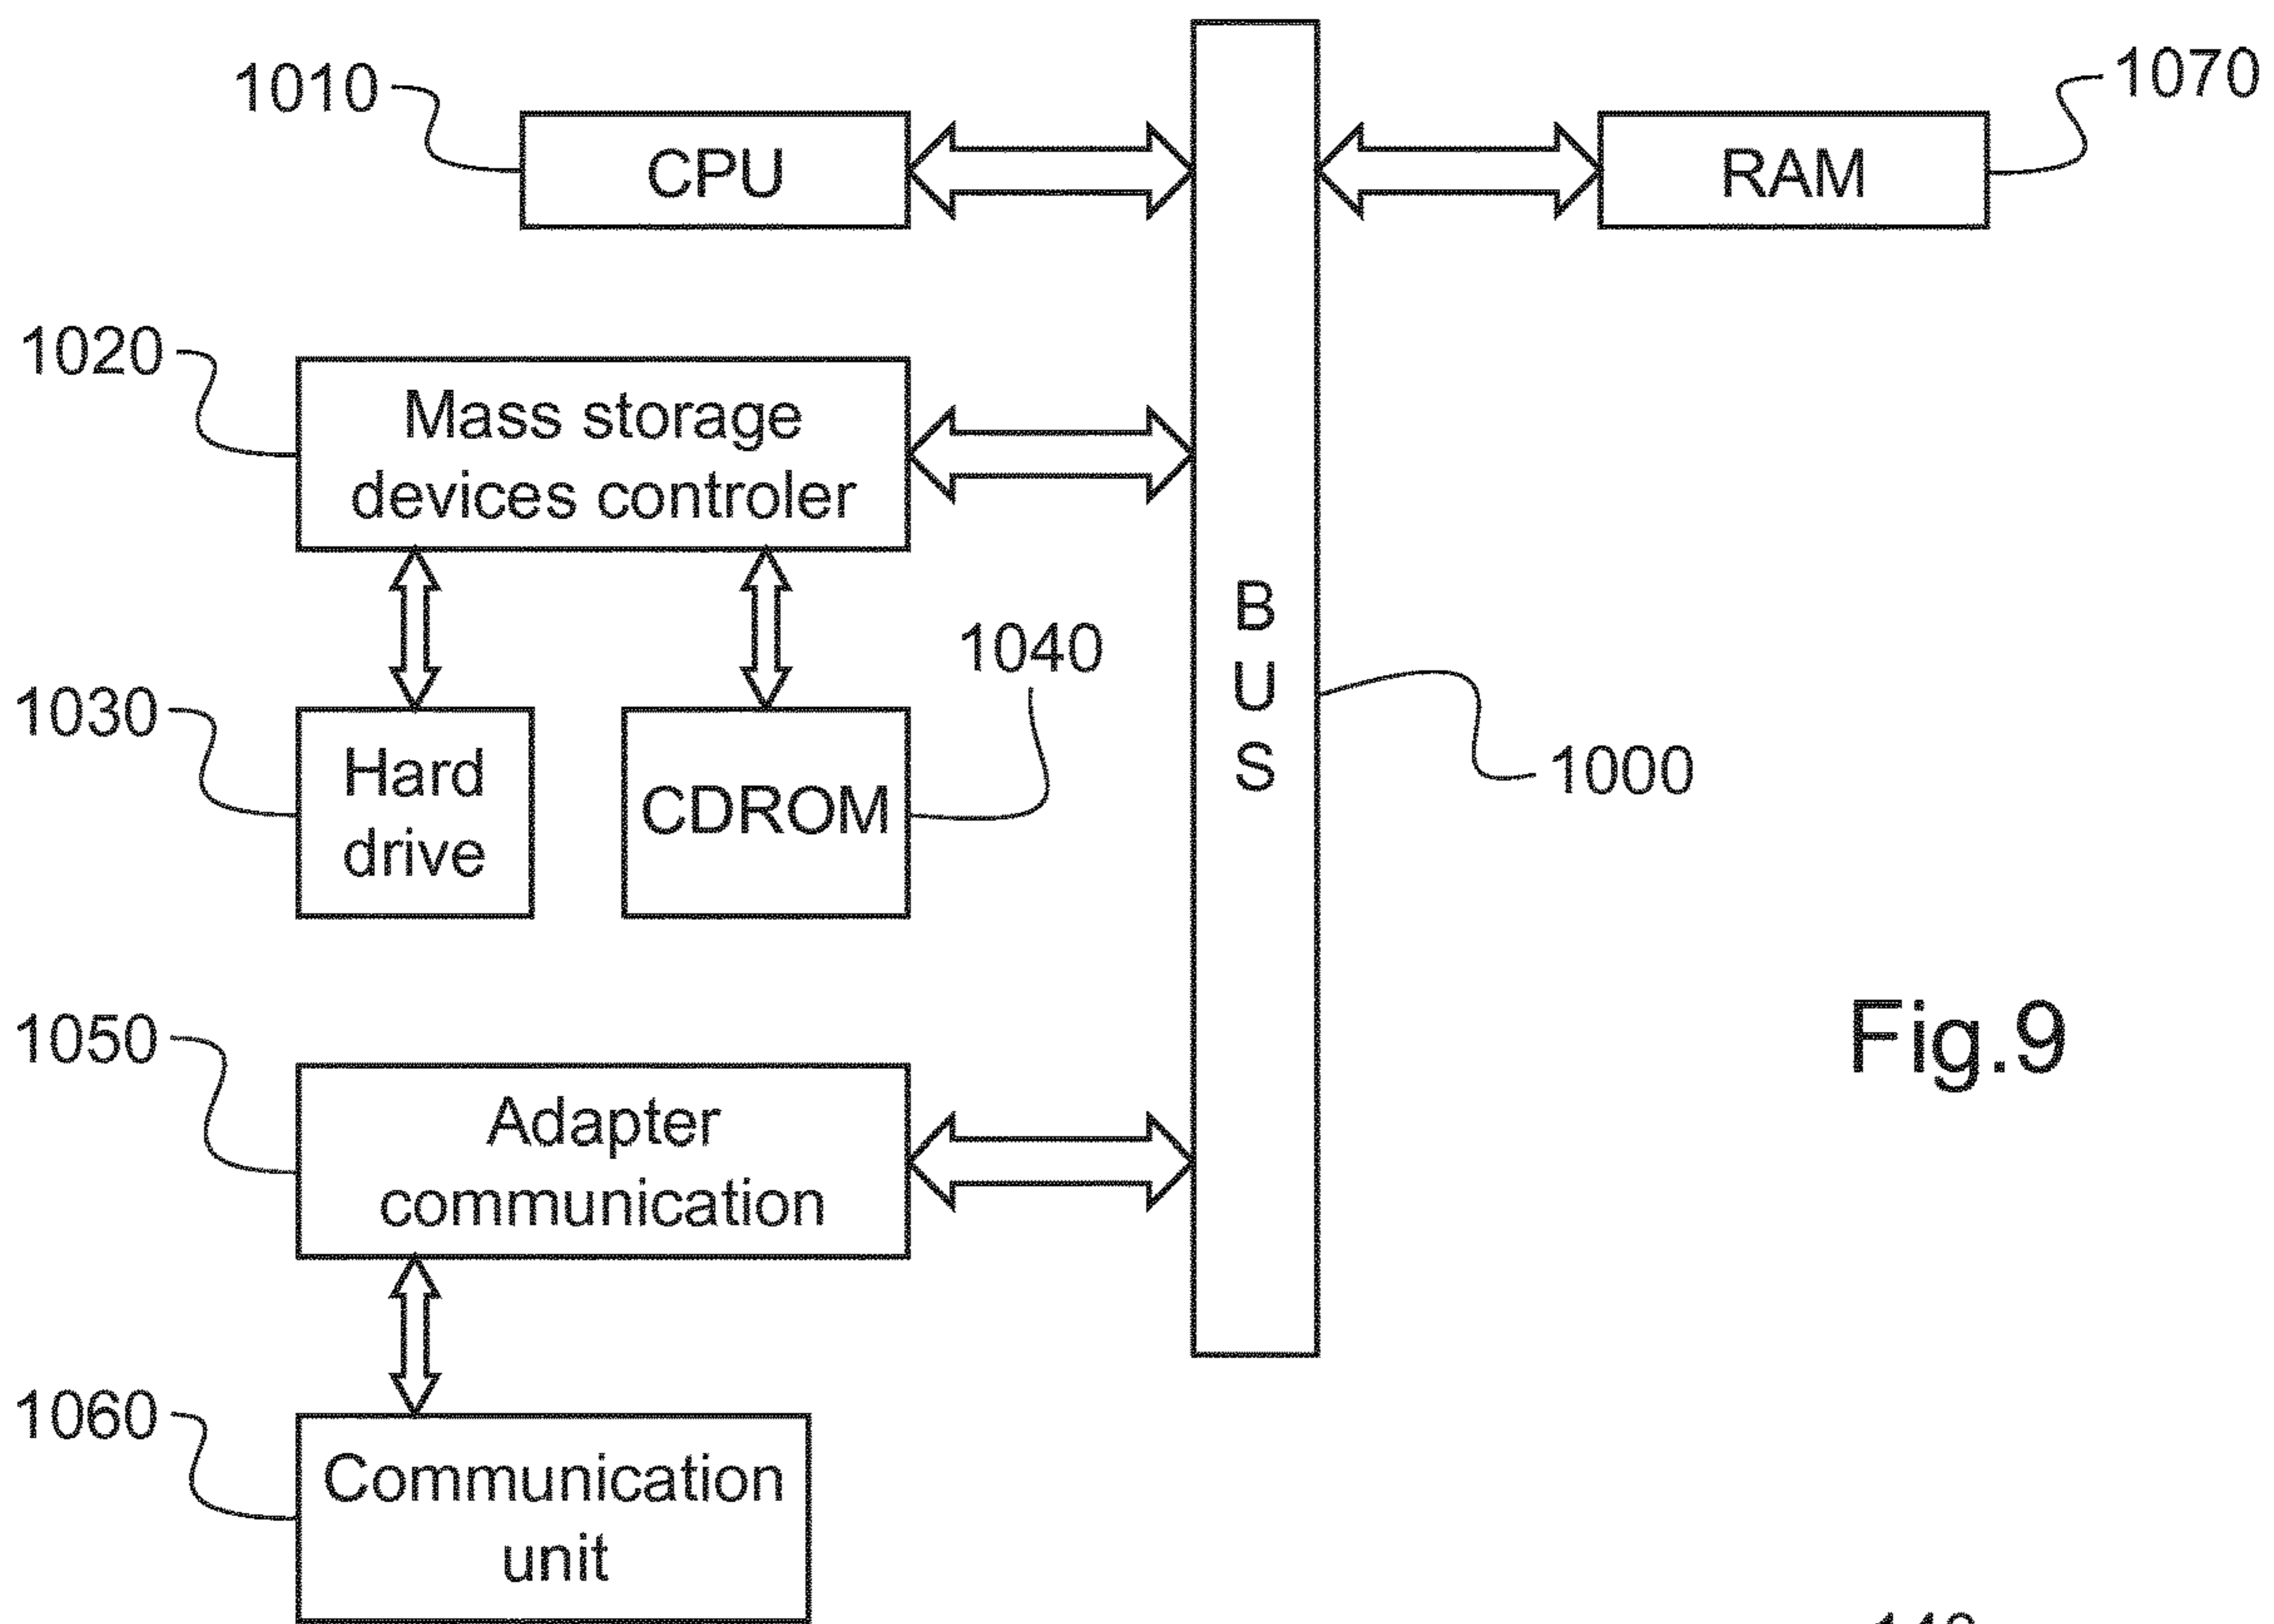 1010
CPU
RAM
1070
1020
Mass storage
devices controler
1030
Hard
drive
CDROM
1040
B
U
S
1000
1050
Adapter
communication
Fig.9
1060
Communication
unit